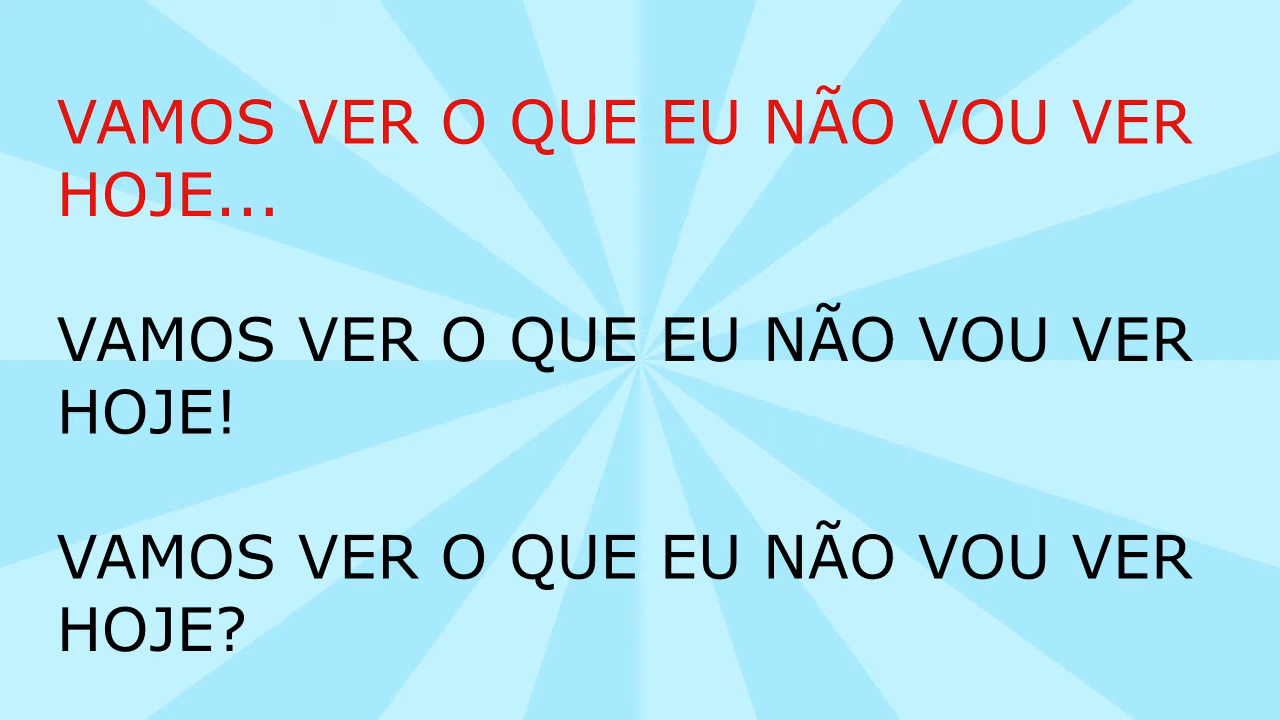 VAMOS VER O QUE EU NÃO VOU VER
HOJE...
VAMOS VER O QUE EU NÃO VOU VER
HOJE!
VAMOS VER O QUE EU NÃO VOU VER
HOJE?